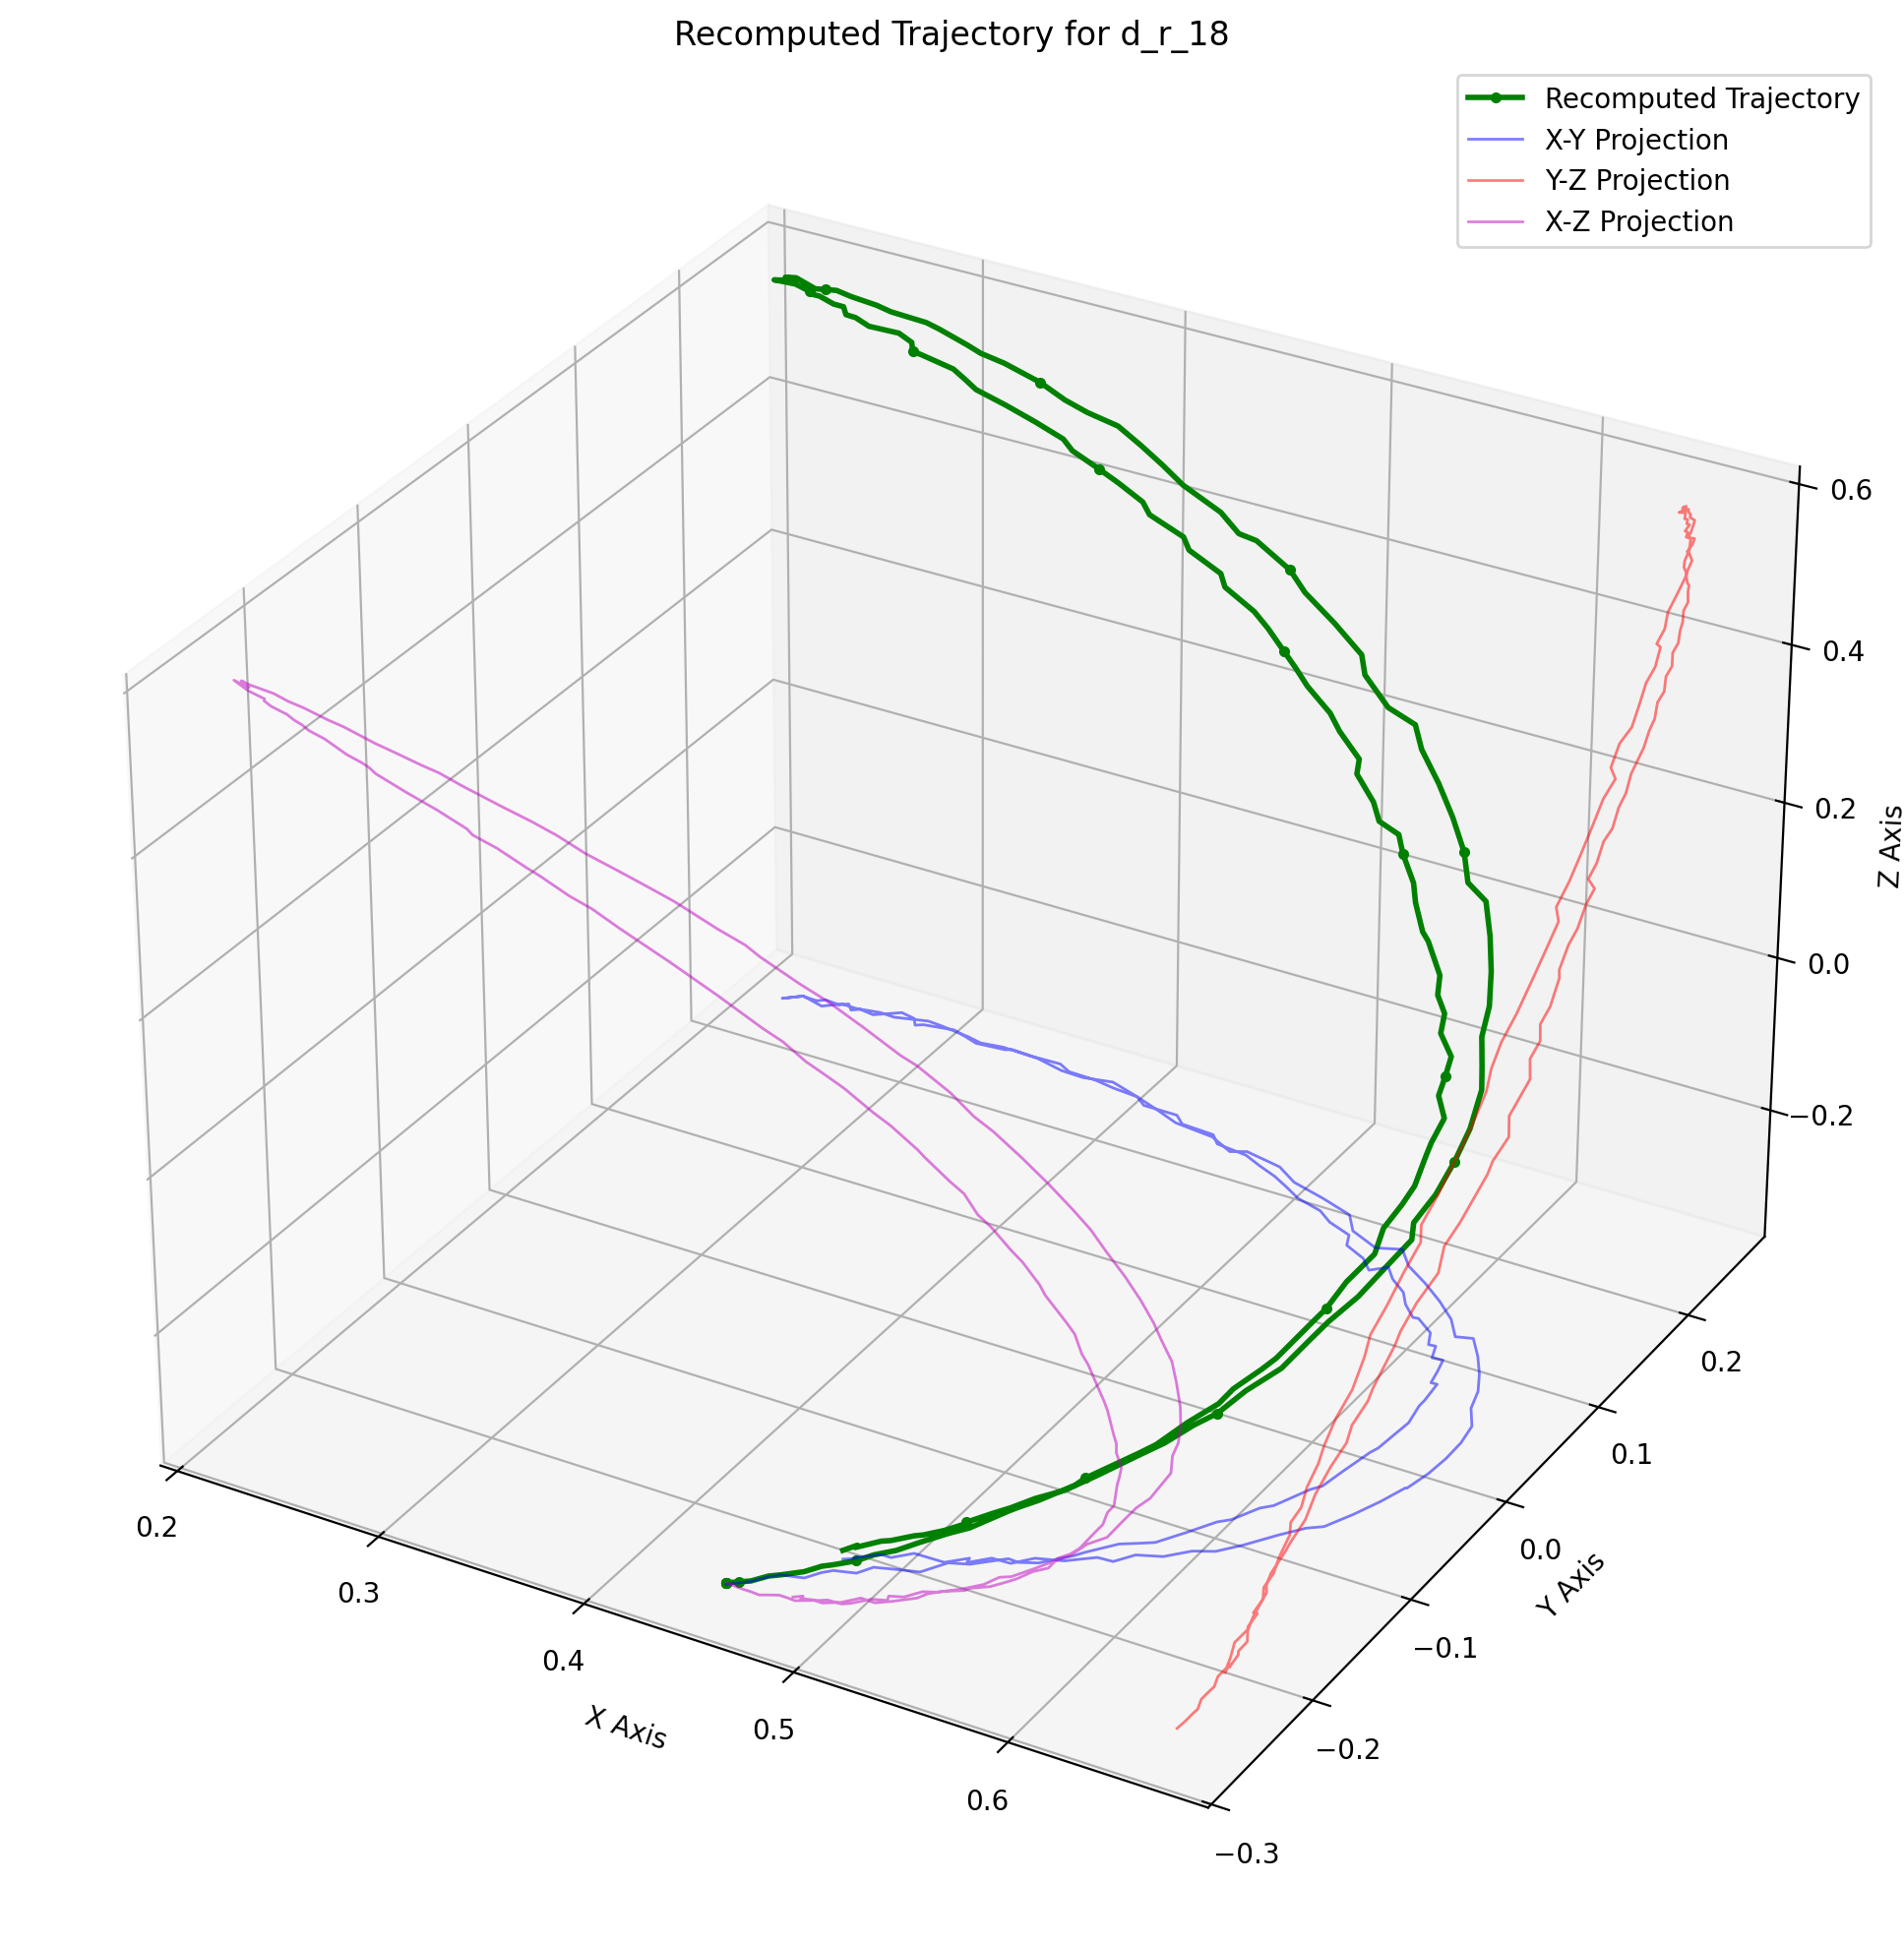 Recomputed Trajectory for d_r_18
Recomputed Trajectory
X-Y Projection
Y-Z Projection
X-Z Projection
0.6
0.4
0.2
0.0
−0.2
Z Axis
0.2
0.1
0.0
−0.1
−0.2
−0.3
Y Axis
0.2
0.3
0.4
0.5
0.6
X Axis